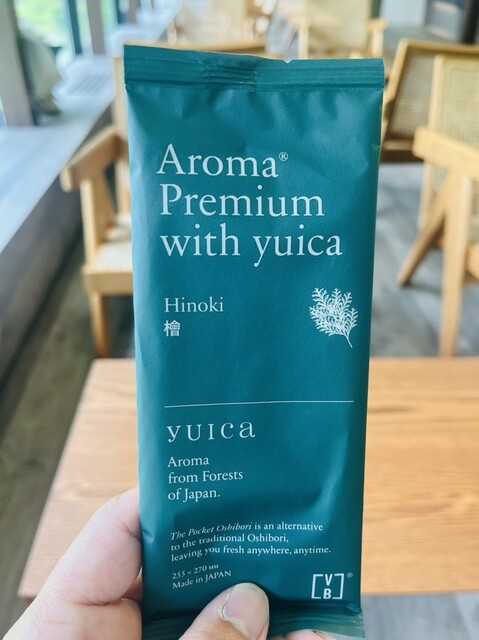 Aroma®
Premium
with yuica
Hinoki
檜
yuica
Aroma
from Forests
of Japan.
The Pocket Oshibori is an alternative
to the traditional Oshibori,
leaving you fresh anywhere, anytime.
255 × 270 MM
Made in JAPAN
[VB]®